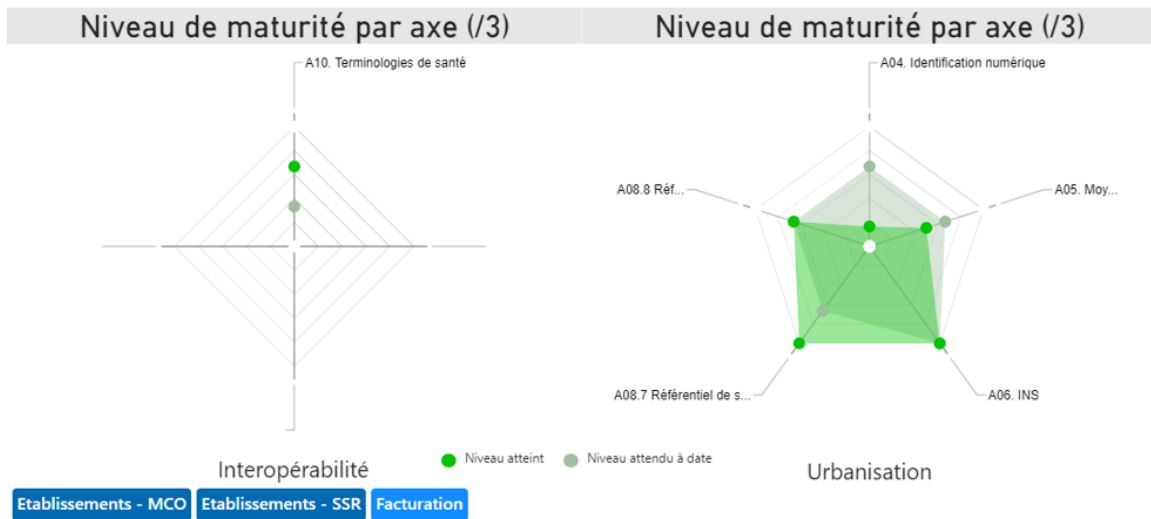 Niveau de maturité par axe (/3)
Niveau de maturité par axe (/3)
A10. Terminologies de santé
A04. Identification numérique
A08.8 Réf...
A05. Moy...
A08.7 Référentiel de s...
A06. INS
Niveau atteint
Niveau attendu à date
Interopérabilité
Urbanisation
Etablissements - MCO
Etablissements - SSR
Facturation